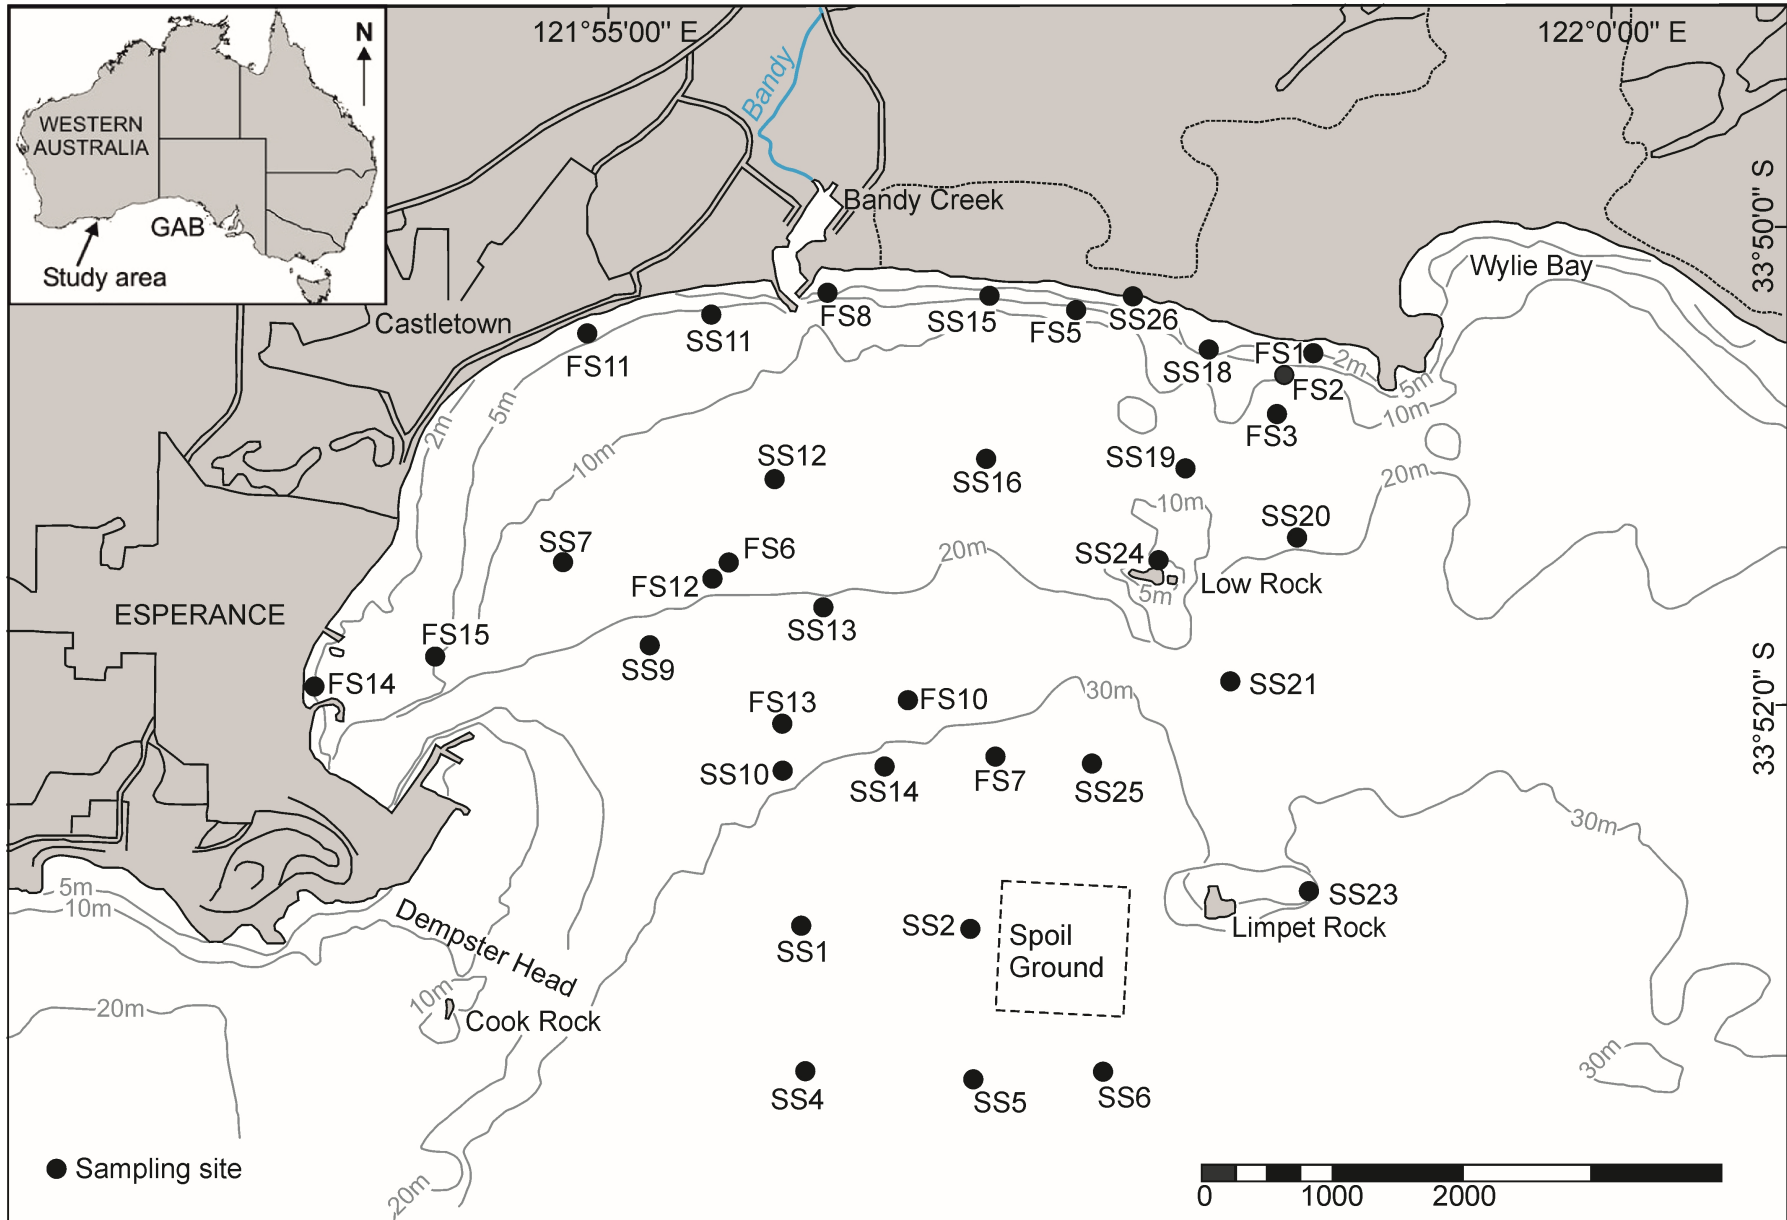 121°55'00" E
122°0'00" E
N
WESTERN
AUSTRALIA
GAB
Study area
Bandy
Bandy Creek
33°50'0" S
Wylie Bay
Castletown
FS8
SS15
FS5
SS26
SS11
FS11
SS18
FS1
2m
FS2
5m
10m
FS3
2m
5m
10m
SS12
SS16
SS19
20m
10m
SS20
SS7
FS6
FS12
20m
SS24
Low Rock
5m
ESPERANCE
SS13
FS15
SS9
FS14
SS21
33°52'0" S
FS13
FS10
30m
SS10
SS14
FS7
SS25
30m
5m
10m
SS23
Limpet Rock
Dempster Head
SS1
SS2
Spoil
Ground
10m
Cook Rock
20m
30m
SS4
SS5
SS6
Sampling site
20m
0 1000 2000